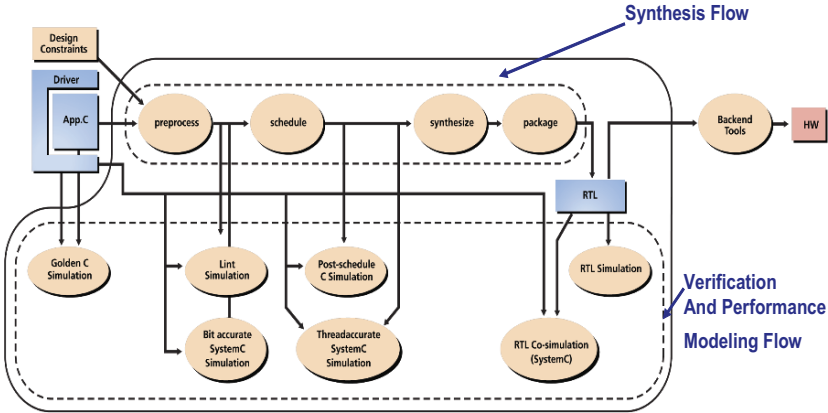 Synthesis Flow
Design
Constraints
Driver
App.C
preprocess
schedule
synthesize
package
Backend
Tools
HW
RTL
Golden C
Simulation
Lint
Simulation
Post-schedule
C Simulation
RTL Simulation
Verification
And Performance
Modeling Flow
Bit accurate
SystemC
Simulation
Threadaccurate
SystemC
Simulation
RTL Co-simulation
(SystemC)